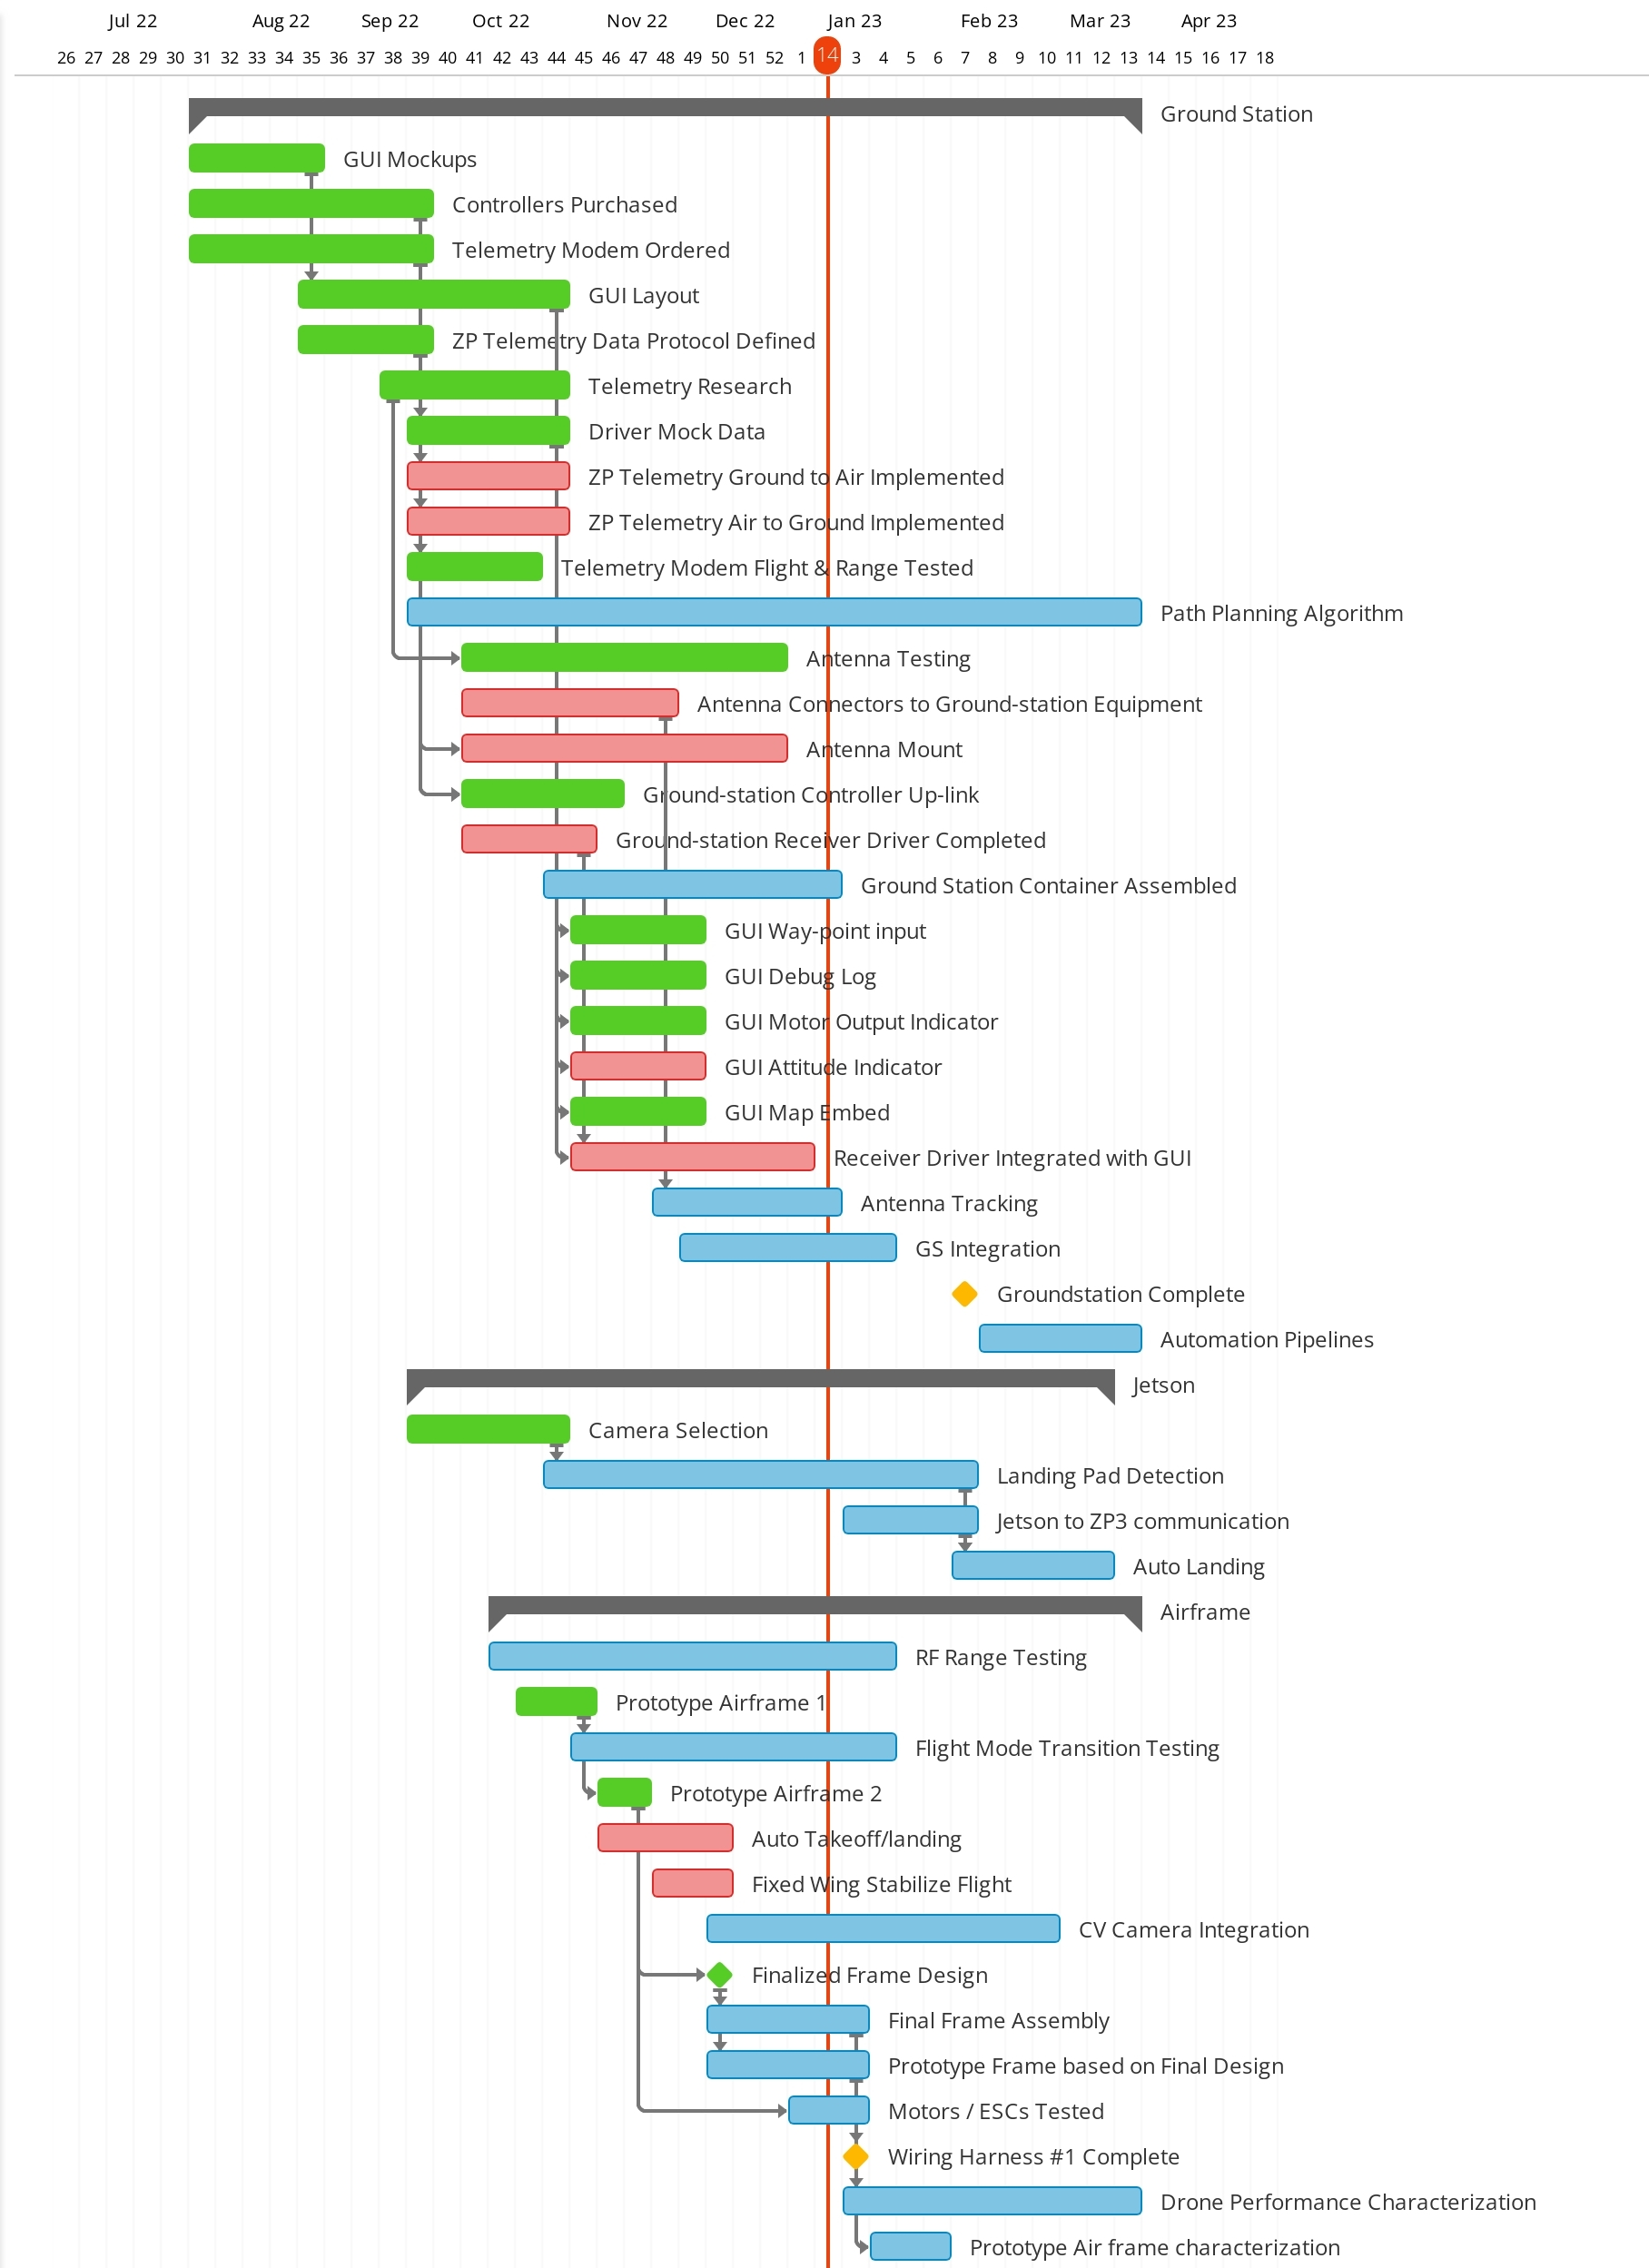 Jul 22 Aug 22 Sep 22 Oct 22 Nov 22 Dec 22 Jan 23 Feb 23 Mar 23 Apr 23
26 27 28 29 30 31 32 33 34 35 36 37 38 39 40 41 42 43 44 45 46 47 48 49 50 51 52 1 14 3 4 5 6 7 8 9 10 11 12 13 14 15 16 17 18
Ground Station
GUI Mockups
Controllers Purchased
Telemetry Modem Ordered
GUI Layout
ZP Telemetry Data Protocol Defined
Telemetry Research
Driver Mock Data
ZP Telemetry Ground to Air Implemented
ZP Telemetry Air to Ground Implemented
Telemetry Modem Flight & Range Tested
Path Planning Algorithm
Antenna Testing
Antenna Connectors to Ground-station Equipment
Antenna Mount
Ground-station Controller Up-link
Ground-station Receiver Driver Completed
Ground Station Container Assembled
GUI Way-point input
GUI Debug Log
GUI Motor Output Indicator
GUI Attitude Indicator
GUI Map Embed
Receiver Driver Integrated with GUI
Antenna Tracking
GS Integration
Groundstation Complete
Automation Pipelines
Jetson
Camera Selection
Landing Pad Detection
Jetson to ZP3 communication
Auto Landing
Airframe
RF Range Testing
Prototype Airframe 1
Flight Mode Transition Testing
Prototype Airframe 2
Auto Takeoff/landing
Fixed Wing Stabilize Flight
CV Camera Integration
Finalized Frame Design
Final Frame Assembly
Prototype Frame based on Final Design
Motors / ESCs Tested
Wiring Harness #1 Complete
Drone Performance Characterization
Prototype Air frame characterization